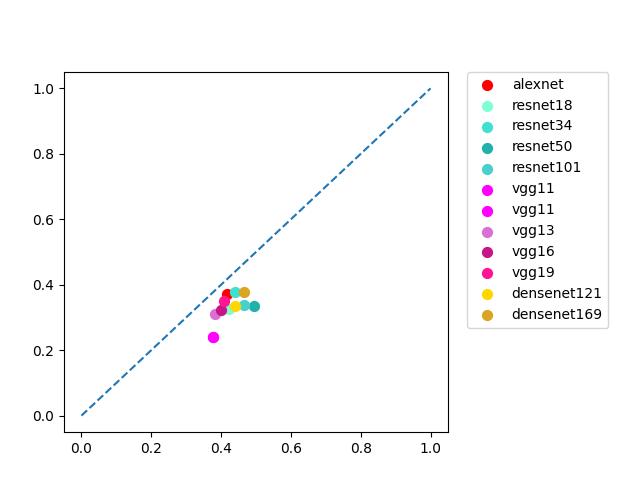 1.0
0.8
0.6
0.4
0.2
0.0
0.0 0.2 0.4 0.6 0.8 1.0
alexnet
resnet18
resnet34
resnet50
resnet101
vgg11
vgg11
vgg13
vgg16
vgg19
densenet121
densenet169